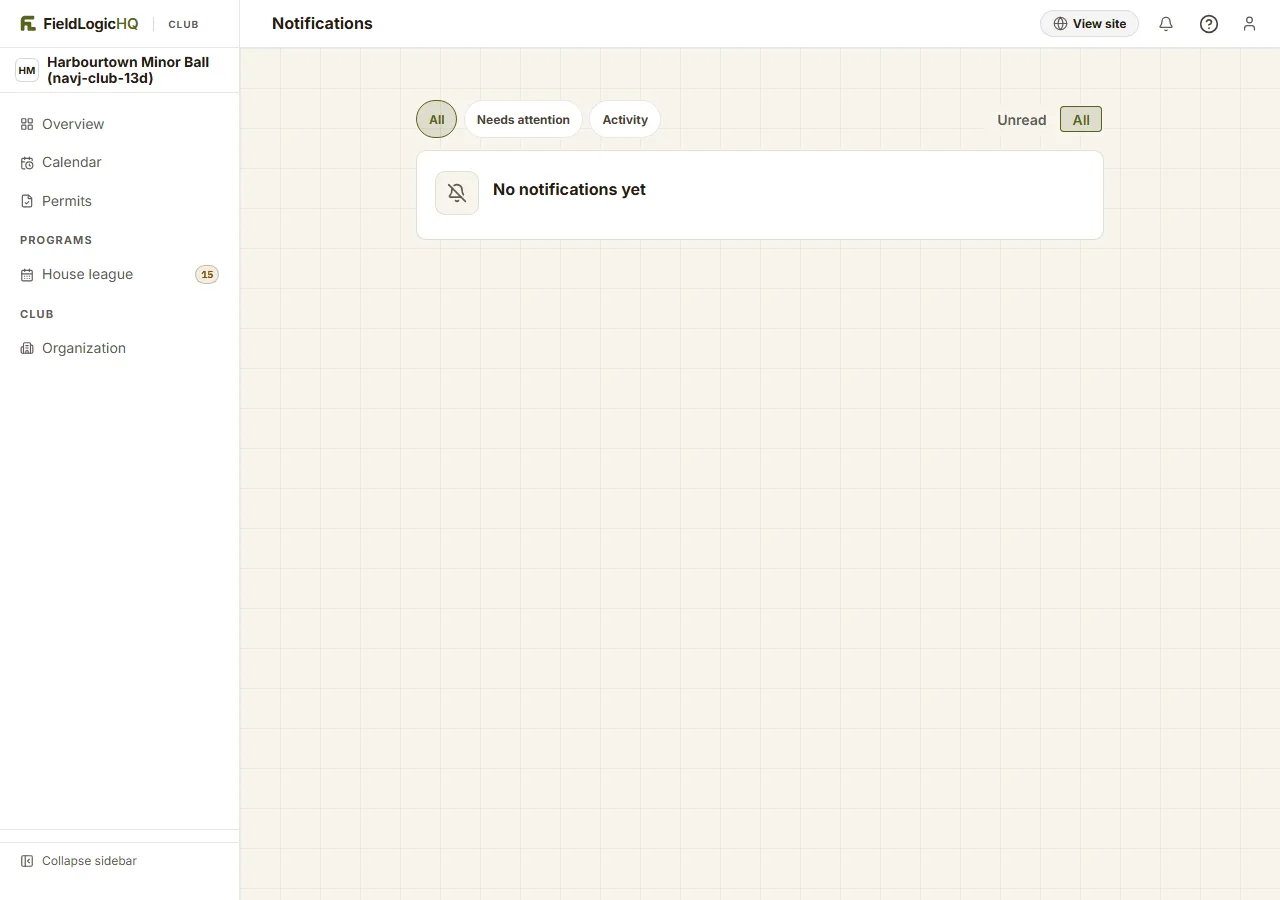 FieldLogicHQ
CLUB
Notifications
View site
HM
Harbourtown Minor Ball
(navj-club-13d)
Overview
Calendar
Permits
PROGRAMS
House league
15
CLUB
Organization
Collapse sidebar
All
Needs attention
Activity
Unread
All
No notifications yet